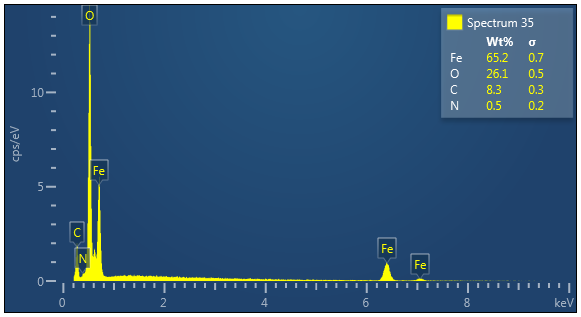 Spectrum 35
Wt% σ
Fe 65.2 0.7
O 26.1 0.5
C 8.3 0.3
N 0.5 0.2
O
10
cps/eV
Fe
5
C
Fe
N
Fe
0
0 2 4 6 8 keV